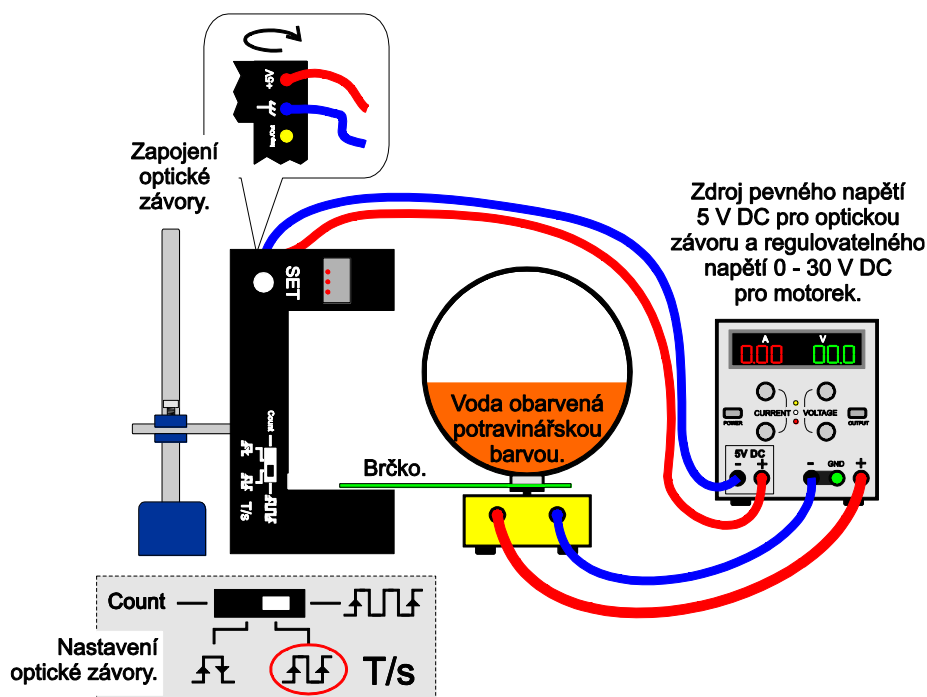 +5V
Zapojení
optické
závory.
SET
Count
T/s
Zdroj pevného napětí
5 V DC pro optickou
závoru a regulovatelného
napětí 0 - 30 V DC
pro motorek.
A V
0.00 00.0
CURRENT VOLTAGE
POWER OUTPUT
5V DC
- + - GND +
Voda obarvená
potravinářskou
barvou.
Brčko.
Count
Nastavení
optické závory.
T/s